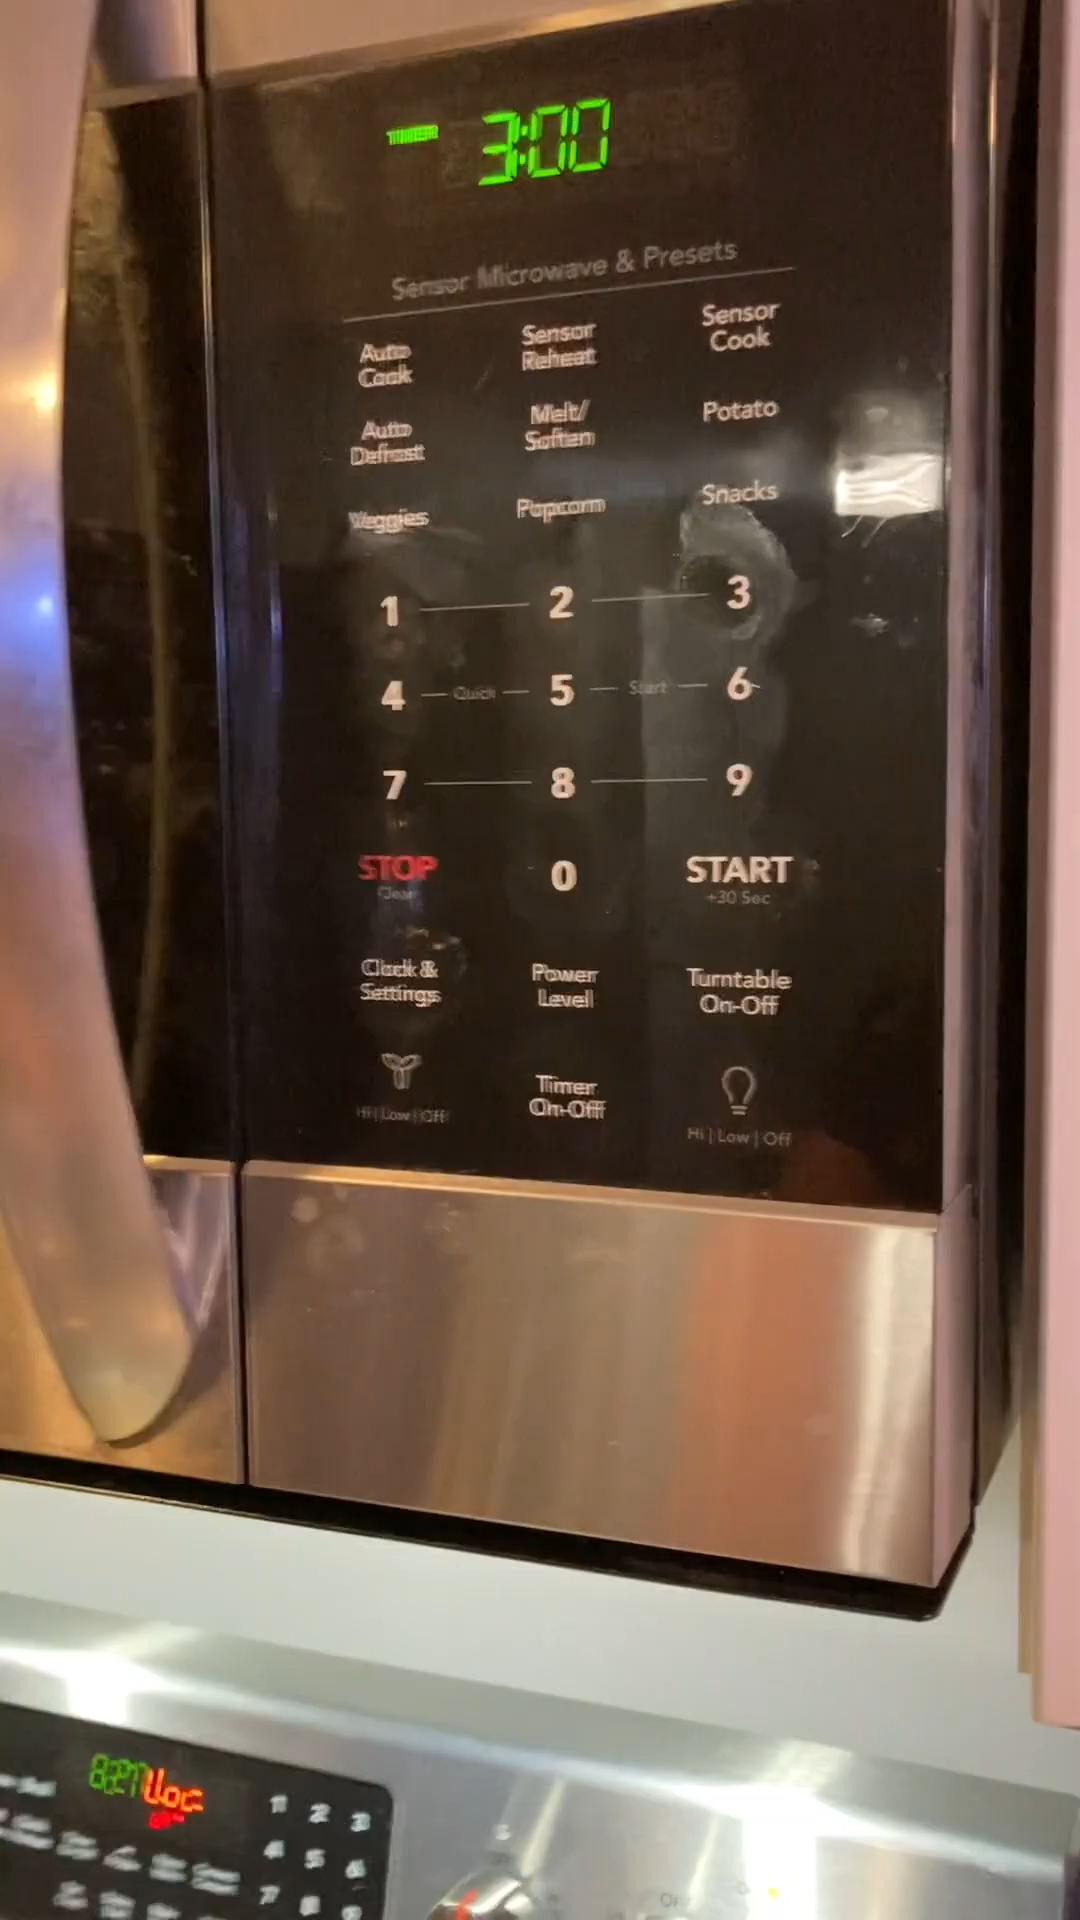 TIMER 3:00
Sensor Microwave & Presets
Auto Cook
Sensor Reheat
Sensor Cook
Auto Defrost
Melt/ Soften
Potato
Veggies
Popcorn
Snacks
1 2 3
4 Quick 5 Start 6
7 8 9
STOP
Clear
0
START
+30 Sec
Clock & Settings
Power Level
Turntable On-Off
Hi | Low | Off
Timer On-Off
Hi | Low | Off
1 2 3
4 5 6
7 8 9